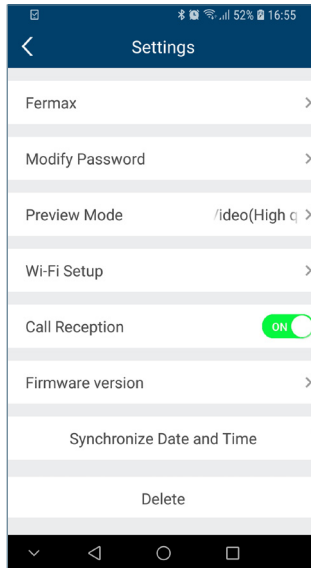 52% 16:55
Settings
Fermax
Modify Password
Preview Mode /ideo(High q
Wi-Fi Setup
Call Reception ON
Firmware version
Synchronize Date and Time
Delete